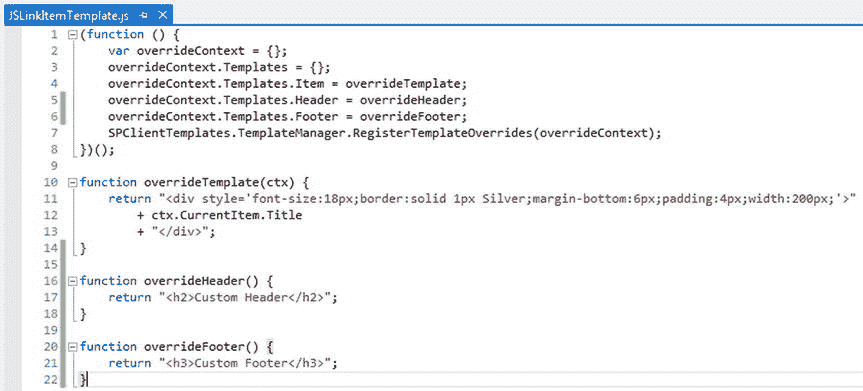 JSLinkItemTemplate.js
1 (function () {
2     var overrideContext = {};
3     overrideContext.Templates = {};
4     overrideContext.Templates.Item = overrideTemplate;
5     overrideContext.Templates.Header = overrideHeader;
6     overrideContext.Templates.Footer = overrideFooter;
7     SPClientTemplates.TemplateManager.RegisterTemplateOverrides(overrideContext);
8 })();
9
10 function overrideTemplate(ctx) {
11     return "<div style='font-size:18px;border:solid 1px Silver;margin-bottom:6px;padding:4px;width:200px;'>"
12         + ctx.CurrentItem.Title
13         + "</div>";
14 }
15
16 function overrideHeader() {
17     return "<h2>Custom Header</h2>";
18 }
19
20 function overrideFooter() {
21     return "<h3>Custom Footer</h3>";
22 }